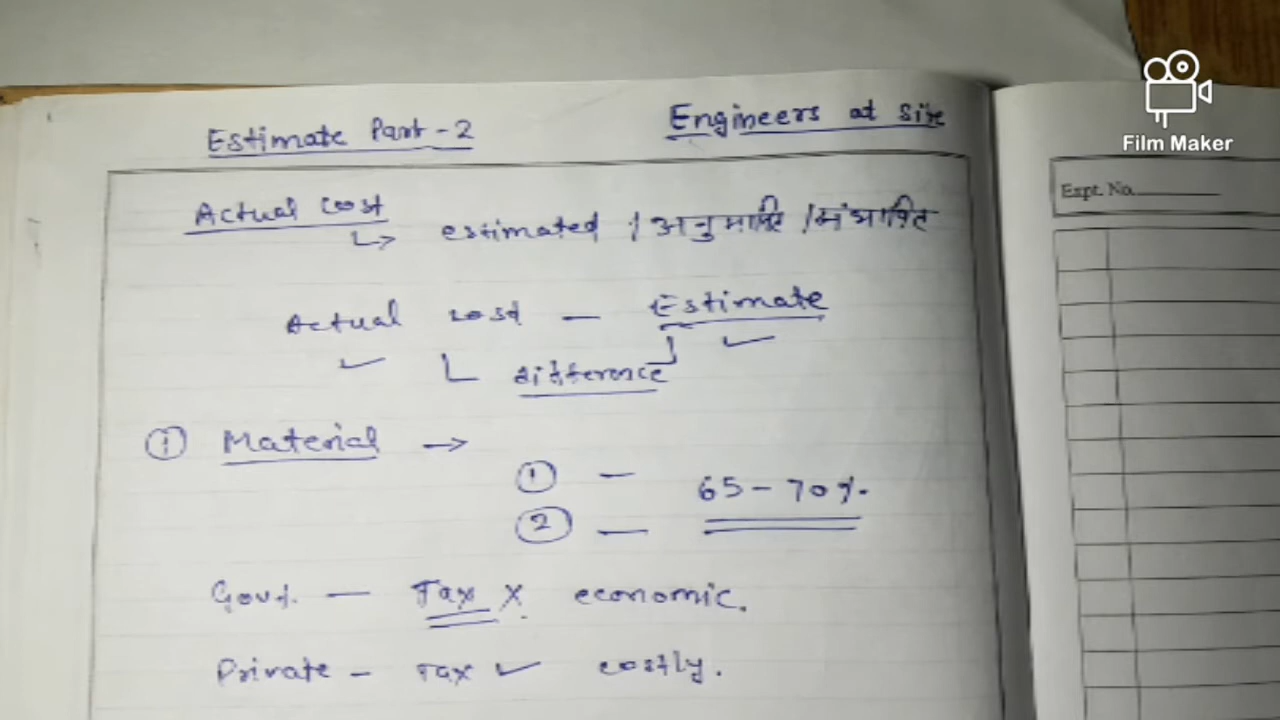 Estimate Part-2
Engineers at Site
Film Maker
Actual cost
↳ estimated / अनुमानित / संभावित
Actual cost — Estimate
✓ difference ✓
① Material →
① —
② — 65-70%.
Govt. — Tax × economic.
Private - Tax ✓ costly.
Expt. No.